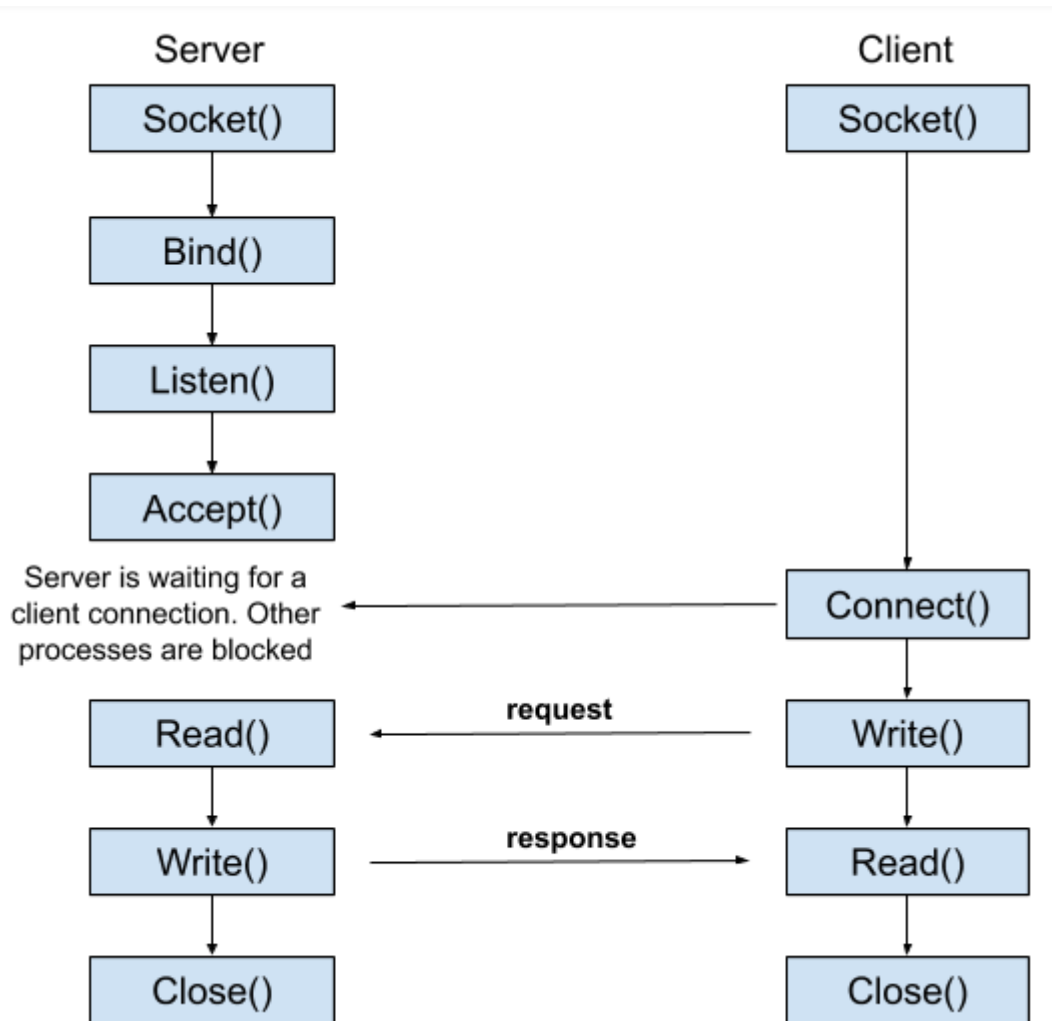 Server
Client
Socket()
Socket()
Bind()
Listen()
Accept()
Server is waiting for a
client connection. Other
processes are blocked
Connect()
request
Read()
Write()
response
Write()
Read()
Close()
Close()